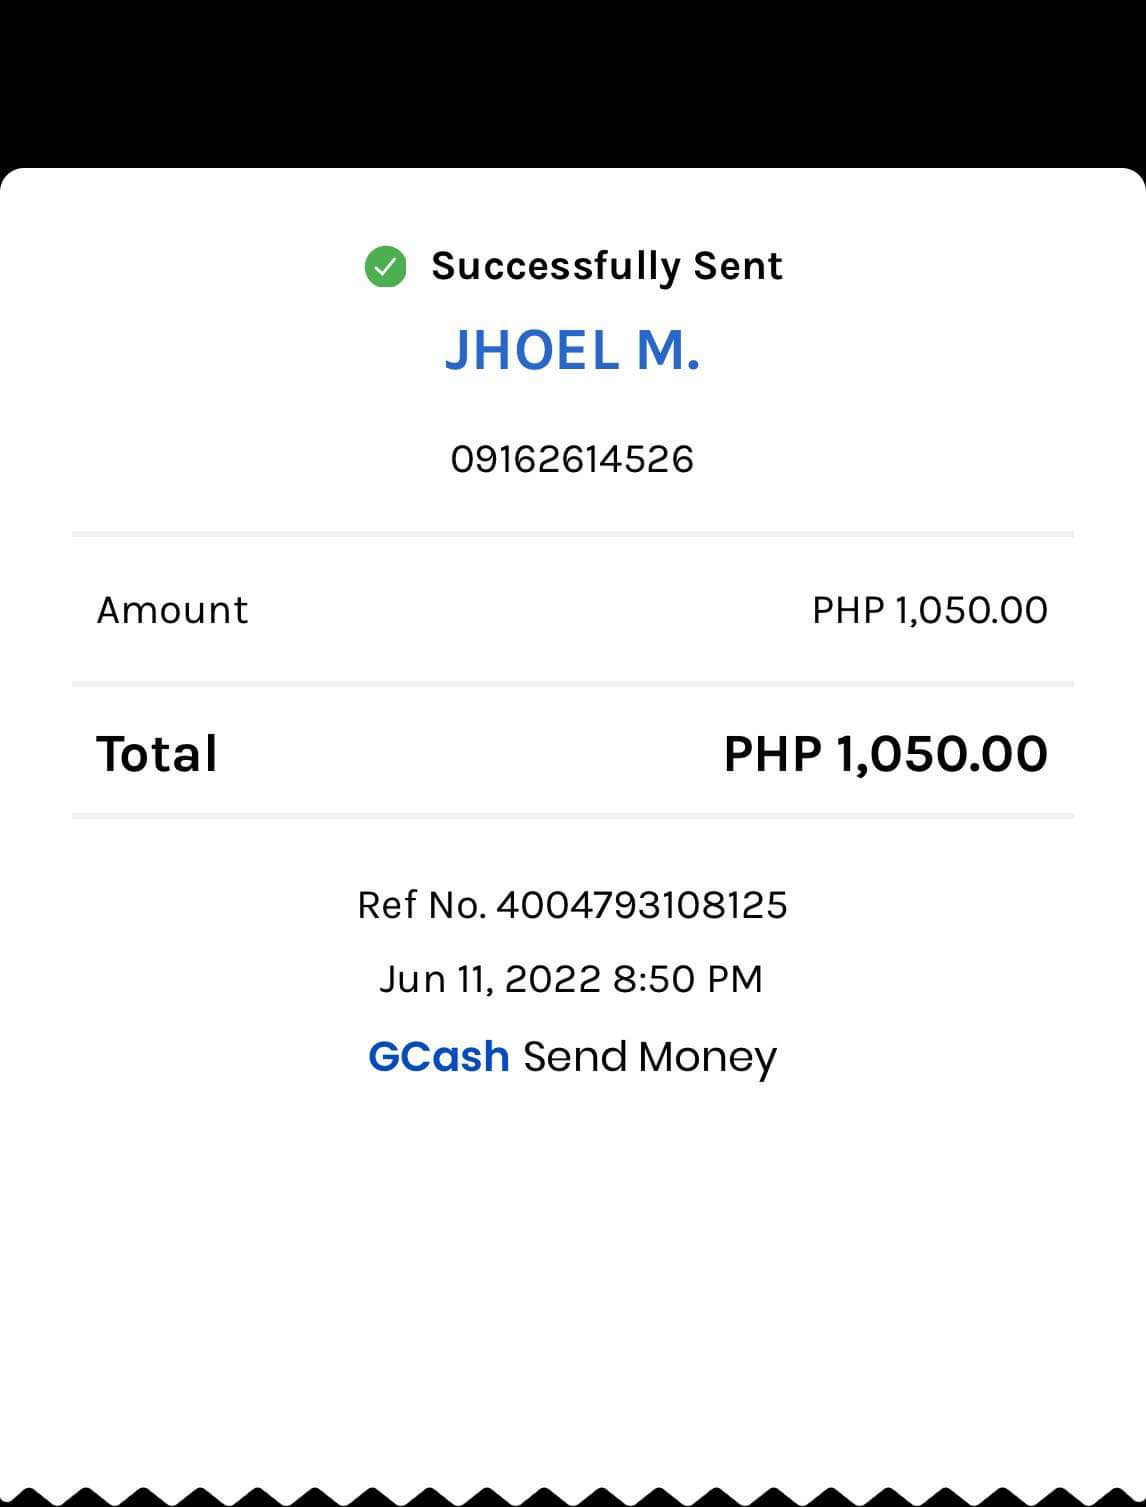 Successfully Sent
JHOEL M.
09162614526
Amount PHP 1,050.00
Total PHP 1,050.00
Ref No. 4004793108125
Jun 11, 2022 8:50 PM
GCash Send Money